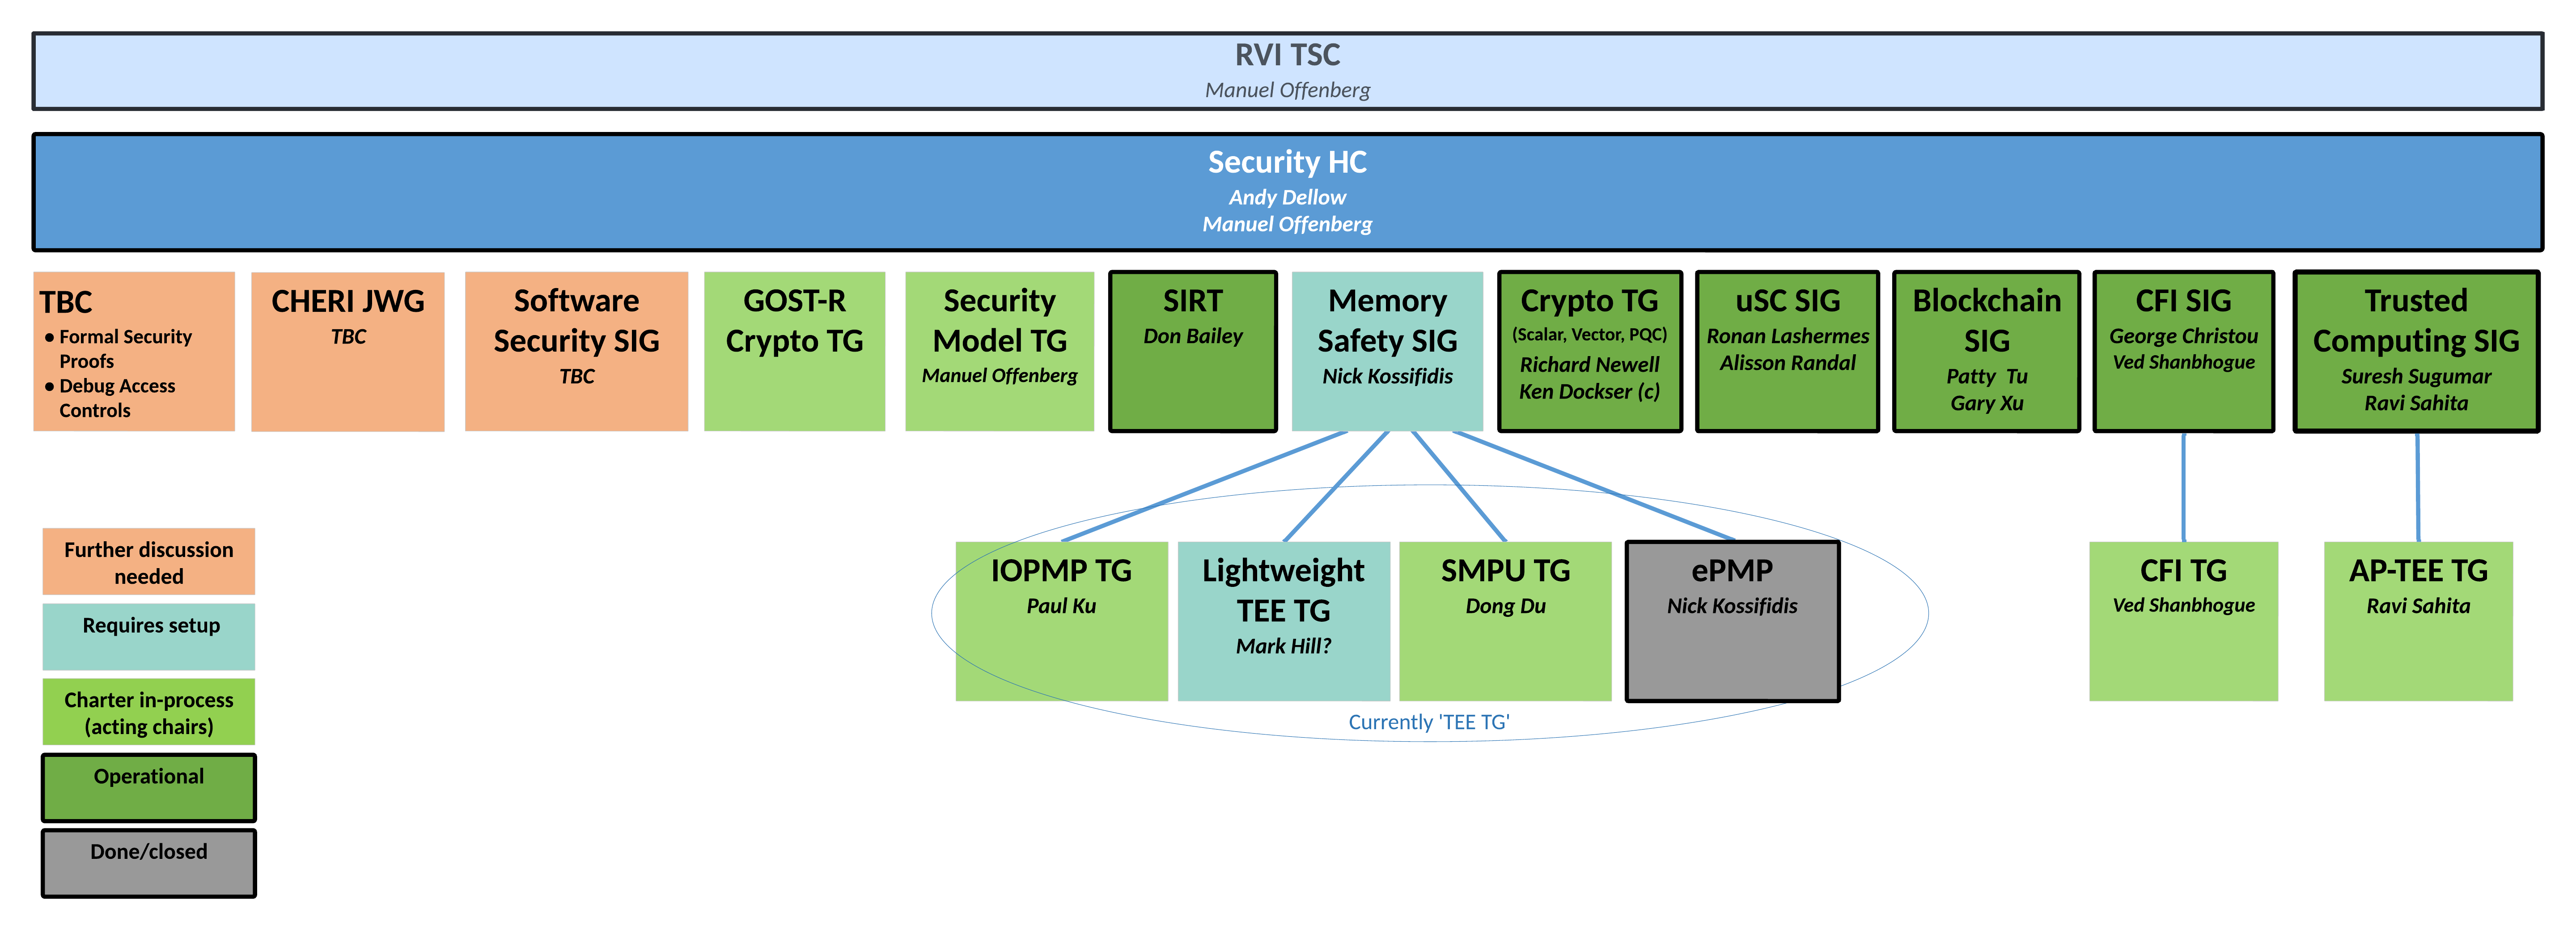 RVI TSC
Manuel Offenberg
Security HC
Andy Dellow
Manuel Offenberg
TBC
• Formal Security
Proofs
• Debug Access
Controls
CHERI JWG
TBC
Software
Security SIG
TBC
GOST-R
Crypto TG
Security
Model TG
Manuel Offenberg
SIRT
Don Bailey
Memory
Safety SIG
Nick Kossifidis
Crypto TG
(Scalar, Vector, PQC)
Richard Newell
Ken Dockser (c)
uSC SIG
Ronan Lashermes
Alisson Randal
Blockchain
SIG
Patty Tu
Gary Xu
CFI SIG
George Christou
Ved Shanbhogue
Trusted
Computing SIG
Suresh Sugumar
Ravi Sahita
IOPMP TG
Paul Ku
Lightweight
TEE TG
Mark Hill?
SMPU TG
Dong Du
ePMP
Nick Kossifidis
CFI TG
Ved Shanbhogue
AP-TEE TG
Ravi Sahita
Currently 'TEE TG'
Further discussion
needed
Requires setup
Charter in-process
(acting chairs)
Operational
Done/closed